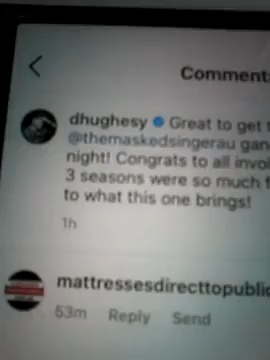 Comment
dhughesy Great to get
@themaskedsingerau gan
night! Congrats to all invol
3 seasons were so much f
to what this one brings!
1h
mattressesdirecttopublic
53m Reply Send